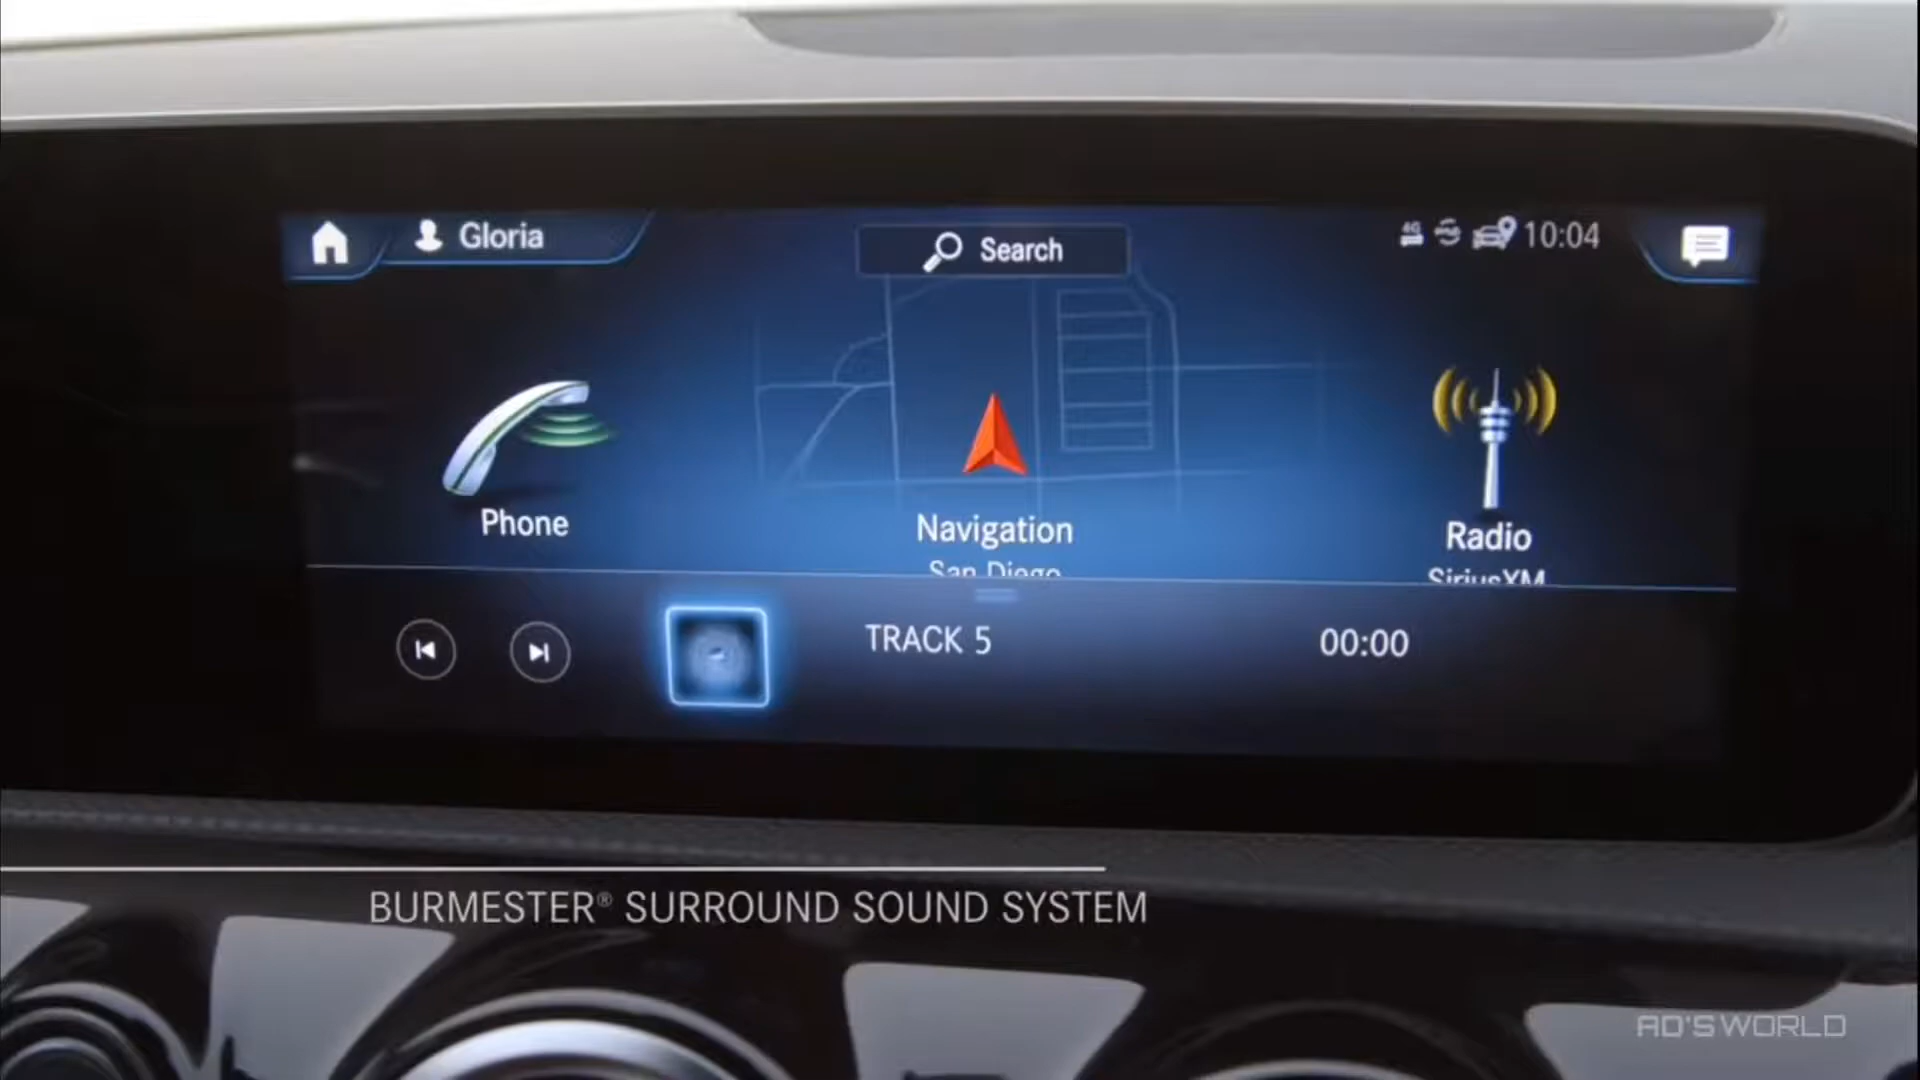 Gloria
Search
4G
10:04
Phone
Navigation
San Diego
Radio
SiriusXM
TRACK 5
00:00
BURMESTER® SURROUND SOUND SYSTEM
AD'S WORLD